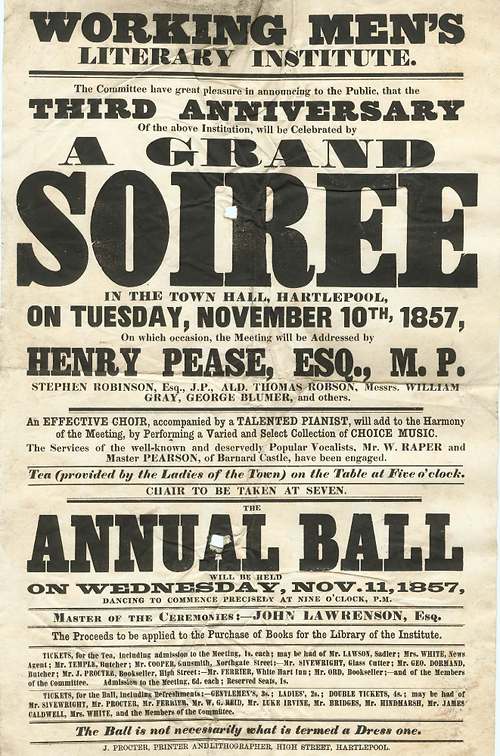 WORKING MEN'S
LITERARY INSTITUTE.
The Committee have great pleasure in announcing to the Public, that the
THIRD ANNIVERSARY
Of the above Institution, will be Celebrated by
A GRAND
SOIREE
IN THE TOWN HALL, HARTLEPOOL,
ON TUESDAY, NOVEMBER 10TH, 1857,
On which occasion, the Meeting will be Addressed by
HENRY PEASE, ESQ., M. P.
STEPHEN ROBINSON, Esq., J.P., ALD. THOMAS ROBSON, Messrs. WILLIAM
GRAY, GEORGE BLUMER, and others.
An EFFECTIVE CHOIR, accompanied by a TALENTED PIANIST, will add to the Harmony
of the Meeting, by Performing a Varied and Select Collection of CHOICE MUSIC.
The Services of the well-known and deservedly Popular Vocalists, Mr. W. RAPER and
Master PEARSON, of Barnard Castle, have been engaged.
Tea (provided by the Ladies of the Town) on the Table at Five o'clock.
CHAIR TO BE TAKEN AT SEVEN.
THE
ANNUAL BALL
WILL BE HELD
ON WEDNESDAY, NOV. 11, 1857,
DANCING TO COMMENCE PRECISELY AT NINE O'CLOCK, P.M.
MASTER OF THE CEREMONIES:—JOHN LAWRENSON, ESQ.
The Proceeds to be applied to the Purchase of Books for the Library of the Institute.
TICKETS, for the Tea, including admission to the Meeting, 1s. each; may be had of Mr. LAWSON, Sadler; Mrs. WHITE, News
Agent; Mr. TEMPLE, Butcher; Mr. COOPER, Gunsmith, Northgate Street:—Mr. SIVEWRIGHT, Glass Cutter; Mr. GEO. DORMAND,
Butcher; Mr. J. PROCTER, Bookseller, High Street:—Mr. FERRIER, White Hart Inn; Mr. ORD, Bookseller;—and of the Members
of the Committee. Admission to the Meeting, 6d. each; Reserved Seats, 1s.
TICKETS, for the Ball, including Refreshments:—GENTLEMEN'S, 3s.; LADIES', 2s.; DOUBLE TICKETS, 4s.; may be had of
Mr. SIVEWRIGHT, Mr. PROCTER, Mr. FERRIER, Mr. W. G. REID, Mr. LUKE IRVINE, Mr. BRIDGES, Mr. HINDMARSH, Mr. JAMES
CALDWELL, Mrs. WHITE, and the Members of the Committee.
The Ball is not necessarily what is termed a Dress one.
J. PROCTER, PRINTER AND LITHOGRAPHER, HIGH STREET, HARTLEPOOL.